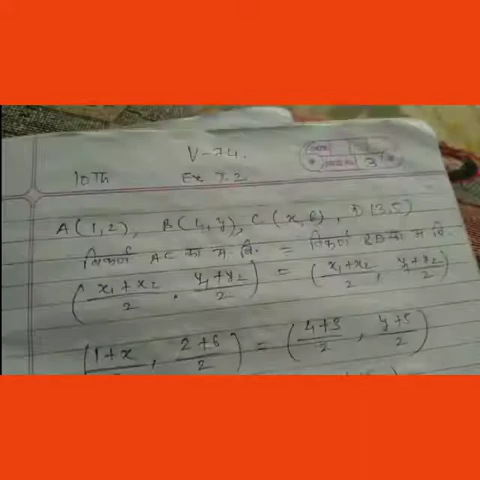 V-74.
10TH Ex 7.2
A(1,2), B(4,y), C(x,6), D(3,5)
विकर्ण AC का म.बि. = विकर्ण BD का म.बि.
(x₁+x₂/2, y₁+y₂/2) = (x₁+x₂/2, y₁+y₂/2)
(1+x/2, 2+6/2) = (4+3/2, y+5/2)